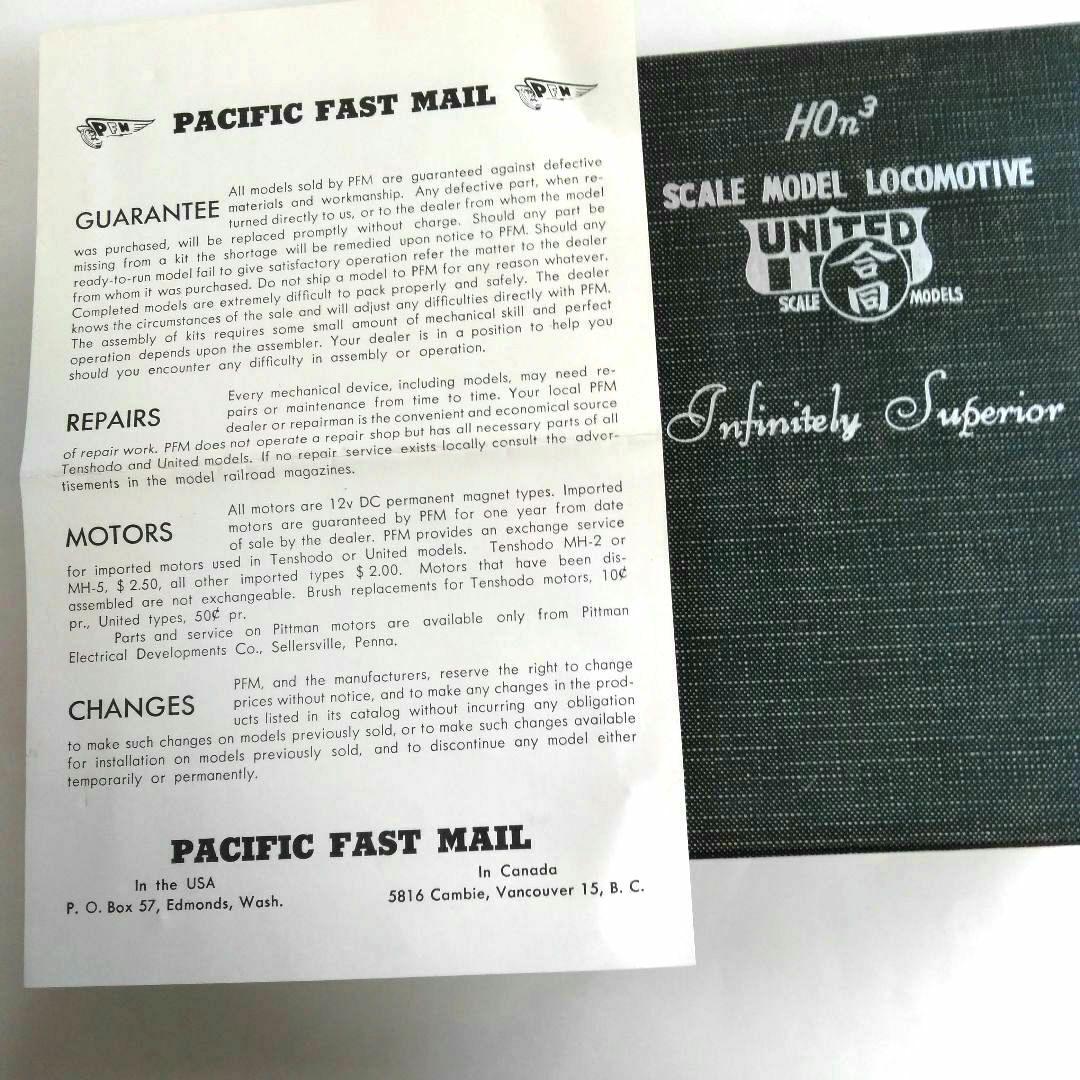 PFM PACIFIC FAST MAIL PFM
All models sold by PFM are guaranteed against defective
GUARANTEE materials and workmanship. Any defective part, when re-
turned directly to us, or to the dealer from whom the model
was purchased, will be replaced promptly without charge. Should any part be
missing from a kit the shortage will be remedied upon notice to PFM. Should any
ready-to-run model fail to give satisfactory operation refer the matter to the dealer
from whom it was purchased. Do not ship a model to PFM for any reason whatever.
Completed models are extremely difficult to pack properly and safely. The dealer
knows the circumstances of the sale and will adjust any difficulties directly with PFM.
The assembly of kits requires some small amount of mechanical skill and perfect
operation depends upon the assembler. Your dealer is in a position to help you
should you encounter any difficulty in assembly or operation.
Every mechanical device, including models, may need re-
REPAIRS pairs or maintenance from time to time. Your local PFM
dealer or repairman is the convenient and economical source
of repair work. PFM does not operate a repair shop but has all necessary parts of all
Tenshodo and United models. If no repair service exists locally consult the adver-
tisements in the model railroad magazines.
All motors are 12v DC permanent magnet types. Imported
MOTORS motors are guaranteed by PFM for one year from date
of sale by the dealer. PFM provides an exchange service
for imported motors used in Tenshodo or United models. Tenshodo MH-2 or
MH-5, $ 2.50, all other imported types $ 2.00. Motors that have been dis-
assembled are not exchangeable. Brush replacements for Tenshodo motors, 10¢
pr., United types, 50¢ pr.
Parts and service on Pittman motors are available only from Pittman
Electrical Developments Co., Sellersville, Penna.
PFM, and the manufacturers, reserve the right to change
CHANGES prices without notice, and to make any changes in the prod-
ucts listed in its catalog without incurring any obligation
to make such changes on models previously sold, or to make such changes available
for installation on models previously sold, and to discontinue any model either
temporarily or permanently.
PACIFIC FAST MAIL
In the USA
P. O. Box 57, Edmonds, Wash.
In Canada
5816 Cambie, Vancouver 15, B. C.
HOn3
SCALE MODEL LOCOMOTIVE
UNITED
合同
SCALE MODELS
Infinitely Superior